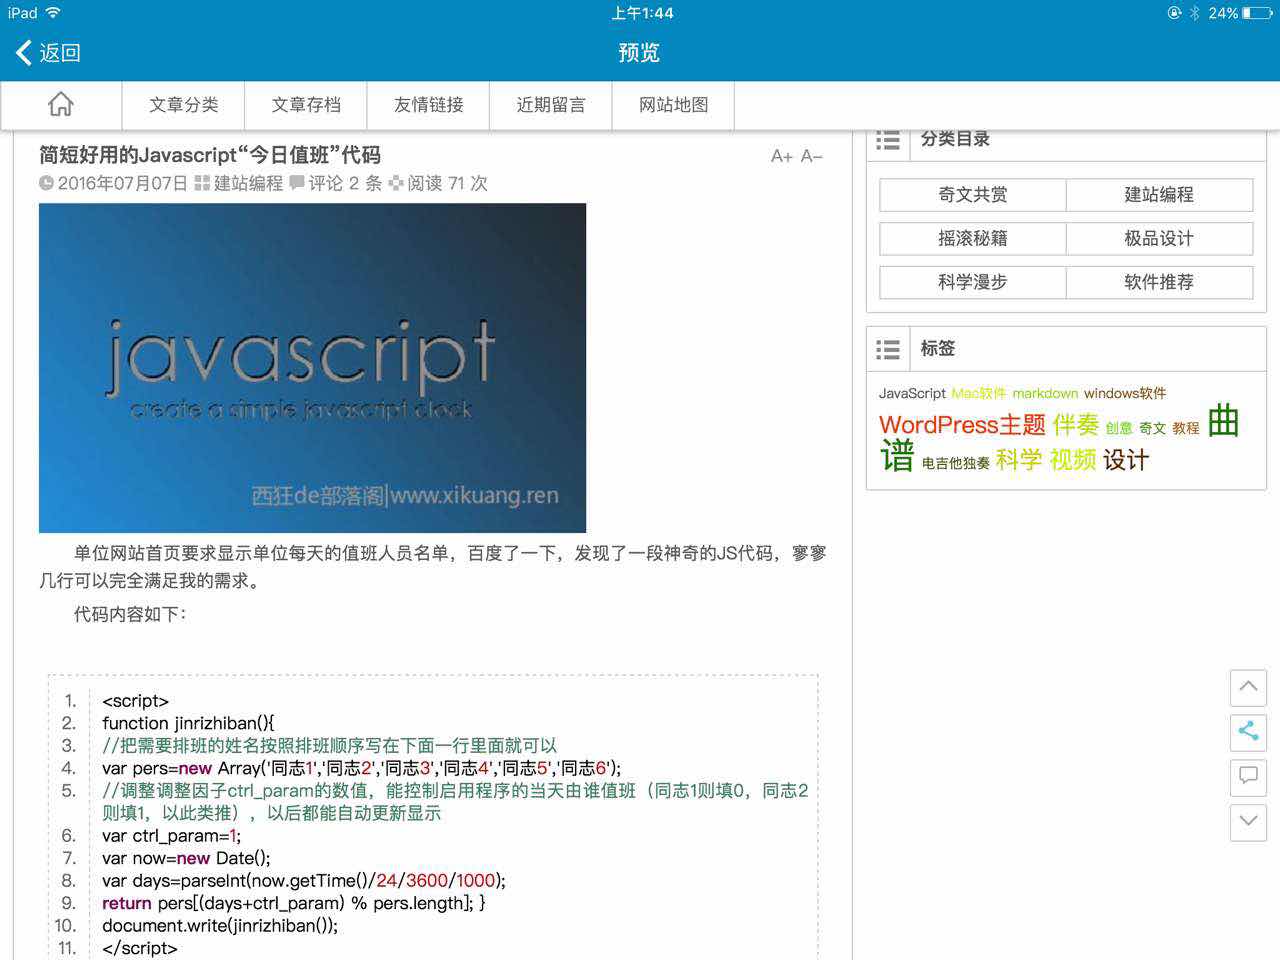 iPad
上午1:44
24%
返回
预览
文章分类
文章存档
友情链接
近期留言
网站地图
简短好用的Javascript“今日值班”代码
A+ A−
2016年07月07日 建站编程 评论 2 条 阅读 71 次
javascript
create a simple javascript clock
西狂de部落阁|www.xikuang.ren
单位网站首页要求显示单位每天的值班人员名单，百度了一下，发现了一段神奇的JS代码，寥寥
几行可以完全满足我的需求。
代码内容如下：
1. <script>
2. function jinrizhiban(){
3. //把需要排班的姓名按照排班顺序写在下面一行里面就可以
4. var pers=new Array('同志1','同志2','同志3','同志4','同志5','同志6');
5. //调整调整因子ctrl_param的数值，能控制启用程序的当天由谁值班（同志1则填0，同志2
则填1，以此类推），以后都能自动更新显示
6. var ctrl_param=1;
7. var now=new Date();
8. var days=parseInt(now.getTime()/24/3600/1000);
9. return pers[(days+ctrl_param) % pers.length]; }
10. document.write(jinrizhiban());
11. </script>
分类目录
奇文共赏 建站编程
摇滚秘籍 极品设计
科学漫步 软件推荐
标签
JavaScript Mac软件 markdown windows软件
WordPress主题 伴奏 创意 奇文 教程 曲
谱 电吉他独奏 科学 视频 设计